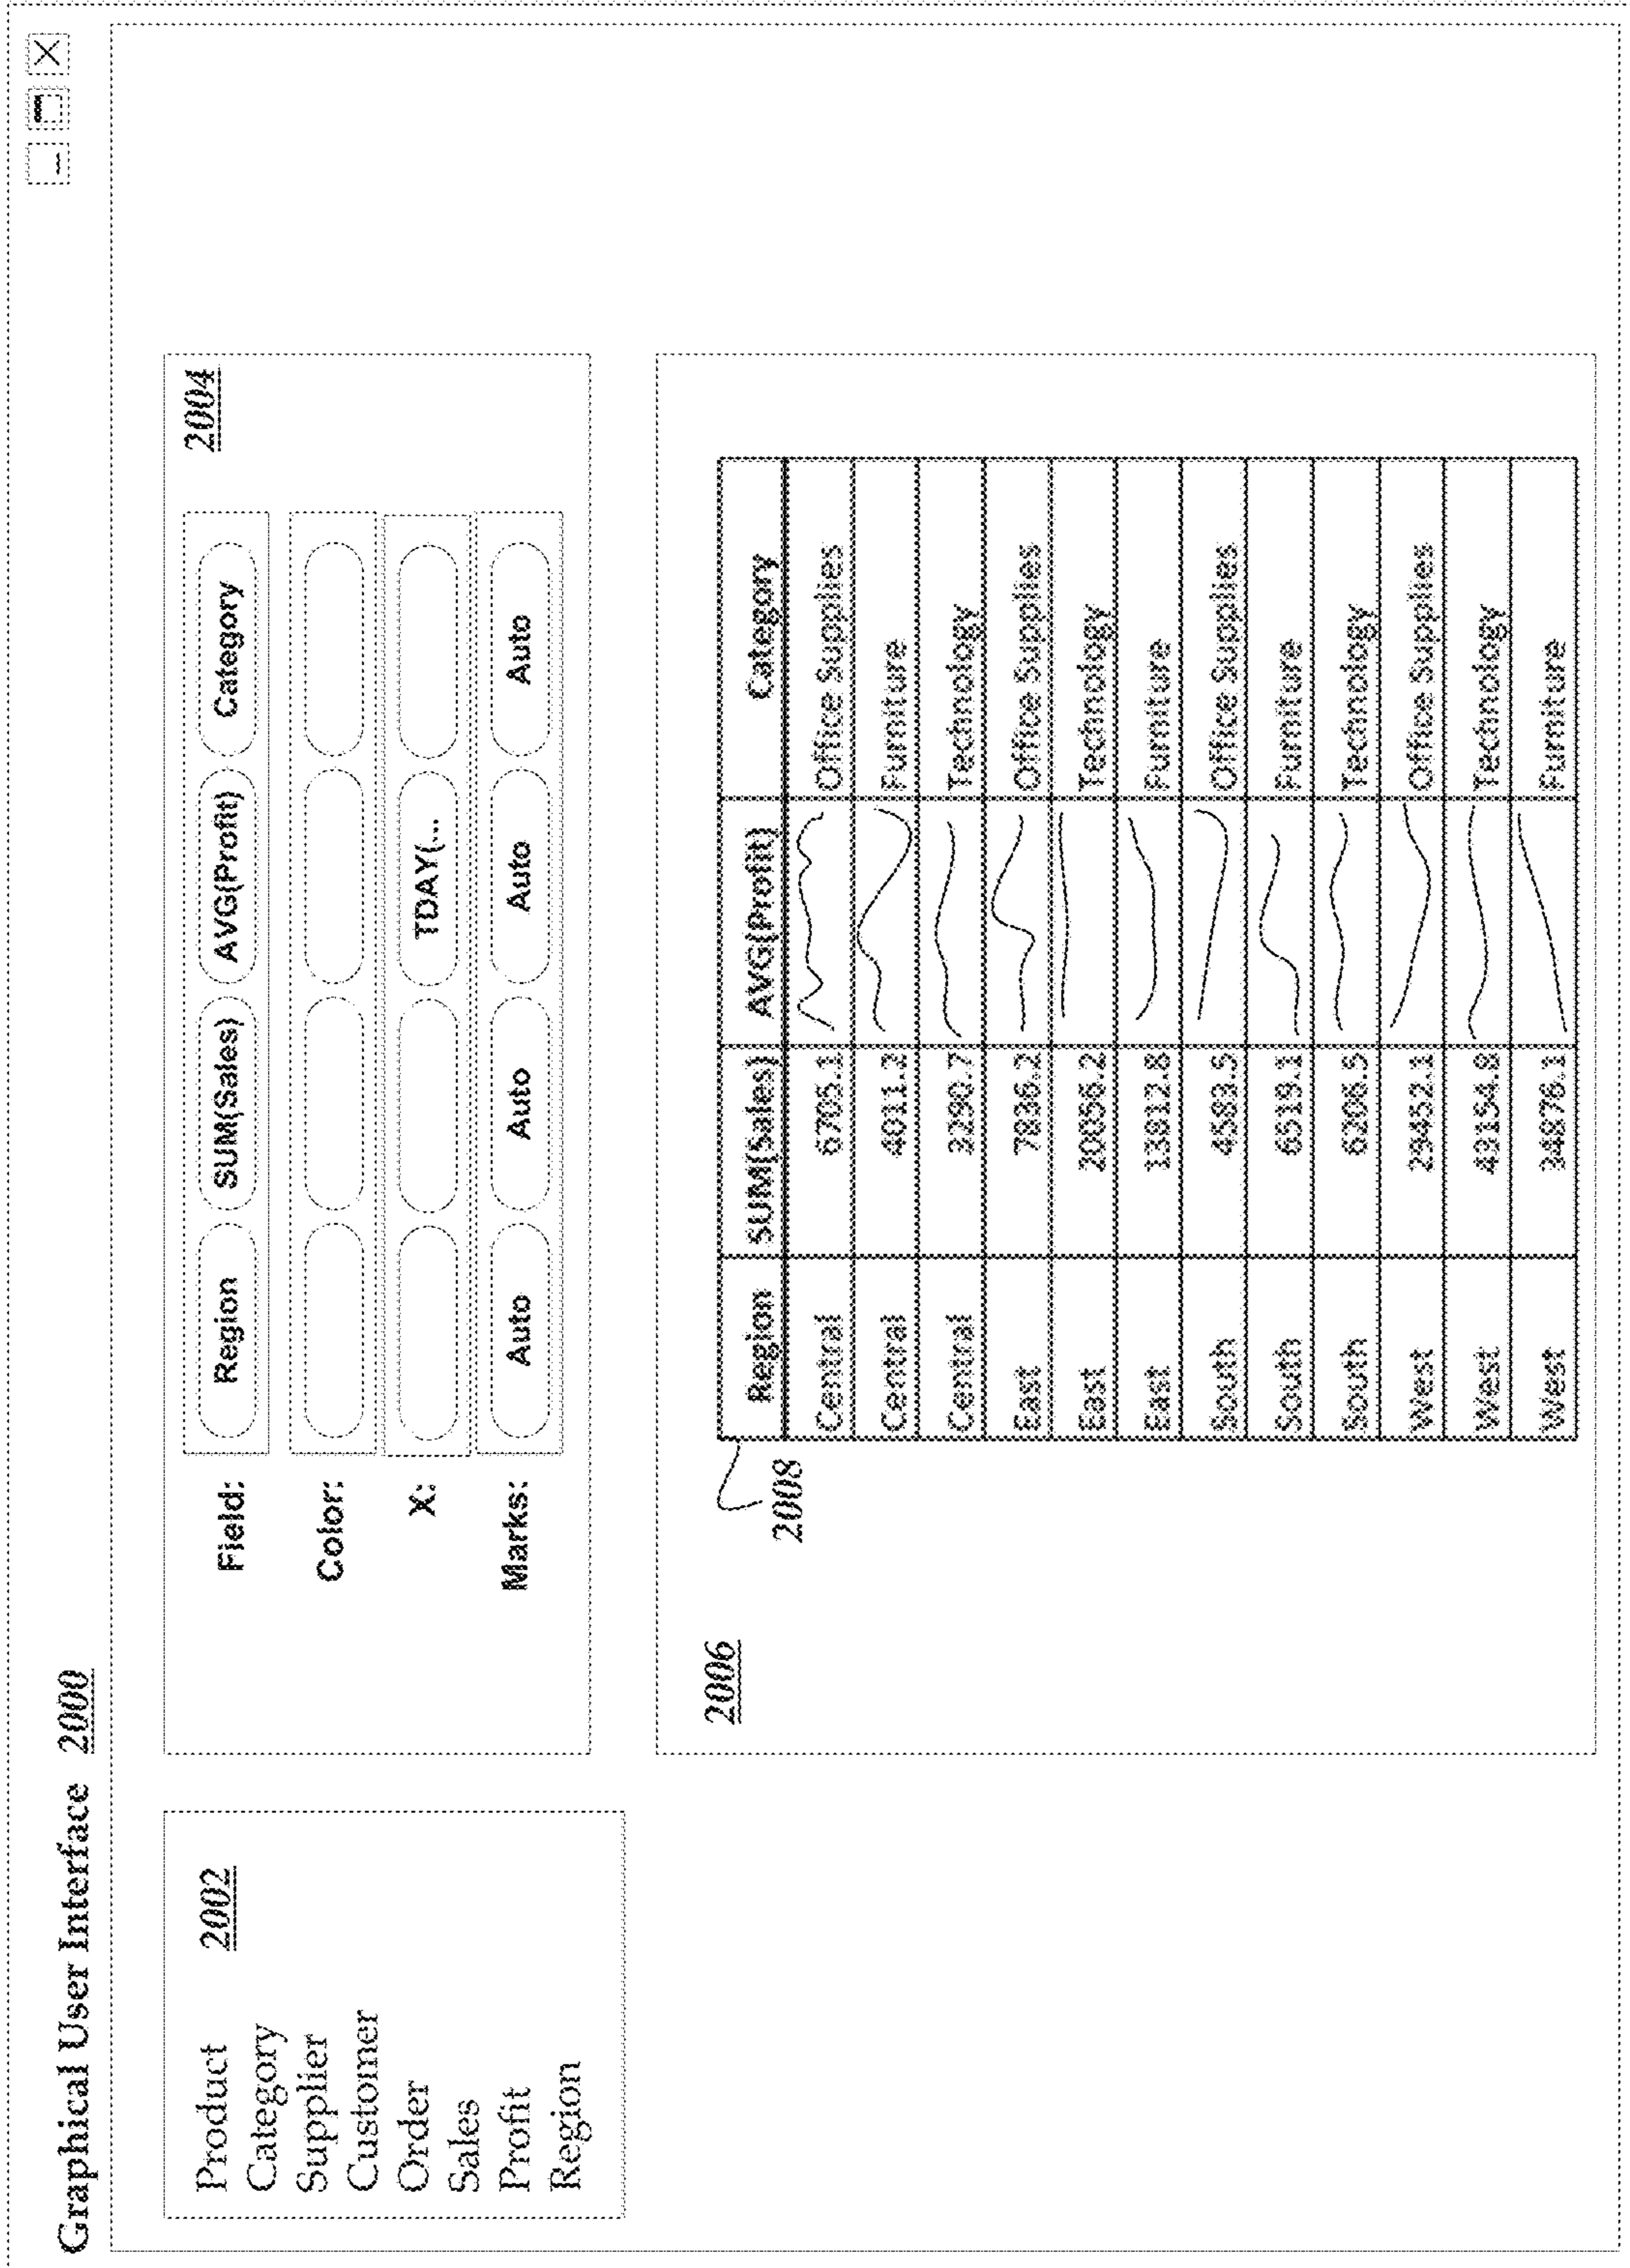 Graphical User Interface 2000
2002
Product
Category
Supplier
Customer
Order
Sales
Profit
Region
2004
Field: Region SUM(Sales) AVG(Profit) Category
Color:
X: TDAY(...
Marks: Auto Auto Auto Auto
2006
2008
Region SUM(Sales) AVG(Profit) Category
Central 6705.1 Office Supplies
Central 4011.2 Furniture
Central 2290.7 Technology
East 7836.2 Office Supplies
East 20056.2 Technology
East 13912.8 Furniture
South 4583.5 Office Supplies
South 6519.1 Furniture
South 6206.5 Technology
West 29452.1 Office Supplies
West 43154.8 Technology
West 34876.1 Furniture